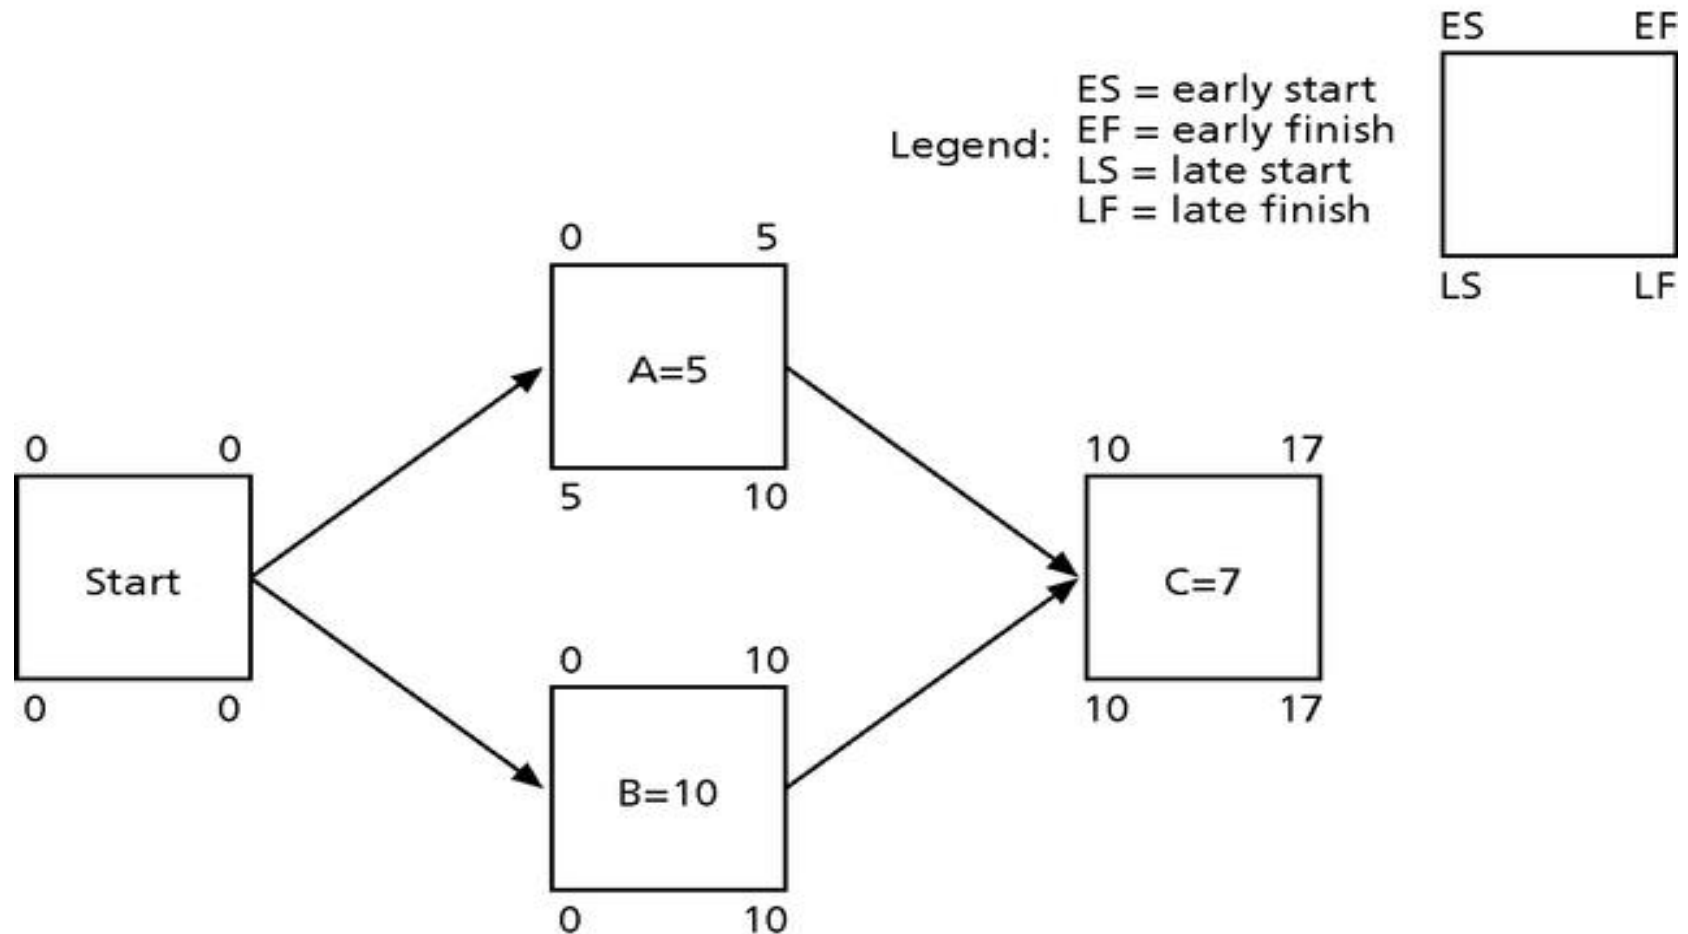 ES EF
ES = early start
EF = early finish
Legend:
LS = late start
LF = late finish
LS LF
0 5
A=5
5 10
0 0
Start
0 0
10 17
C=7
10 17
0 10
B=10
0 10